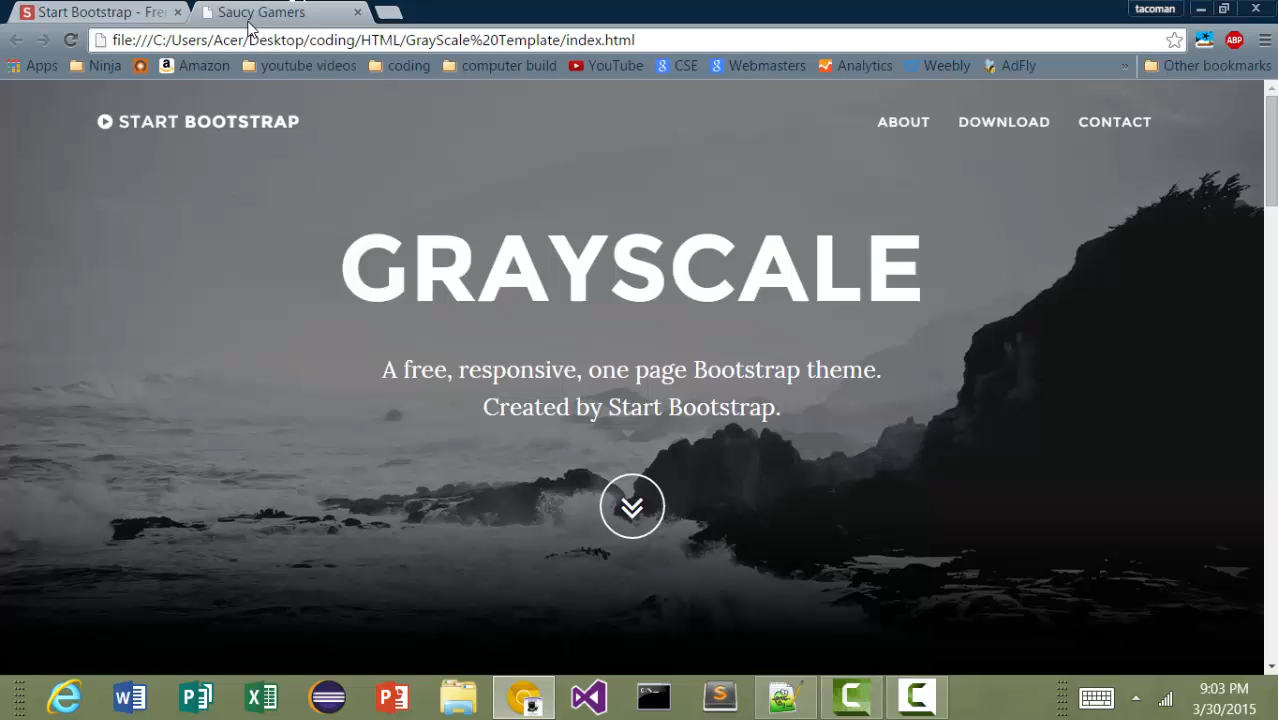 Start Bootstrap - Fre
Saucy Gamers
tacoman
file:///C:/Users/Acer/Desktop/coding/HTML/GrayScale%20Template/index.html
ABP
Apps Ninja Amazon youtube videos coding computer build YouTube CSE Webmasters Analytics Weebly AdFly » Other bookmarks
START BOOTSTRAP
ABOUT DOWNLOAD CONTACT
GRAYSCALE
A free, responsive, one page Bootstrap theme.
Created by Start Bootstrap.
9:03 PM
3/30/2015